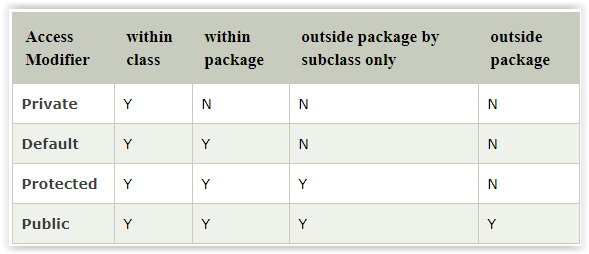 Access Modifier within class within package outside package by subclass only outside package
Private Y N N N
Default Y Y N N
Protected Y Y Y N
Public Y Y Y Y